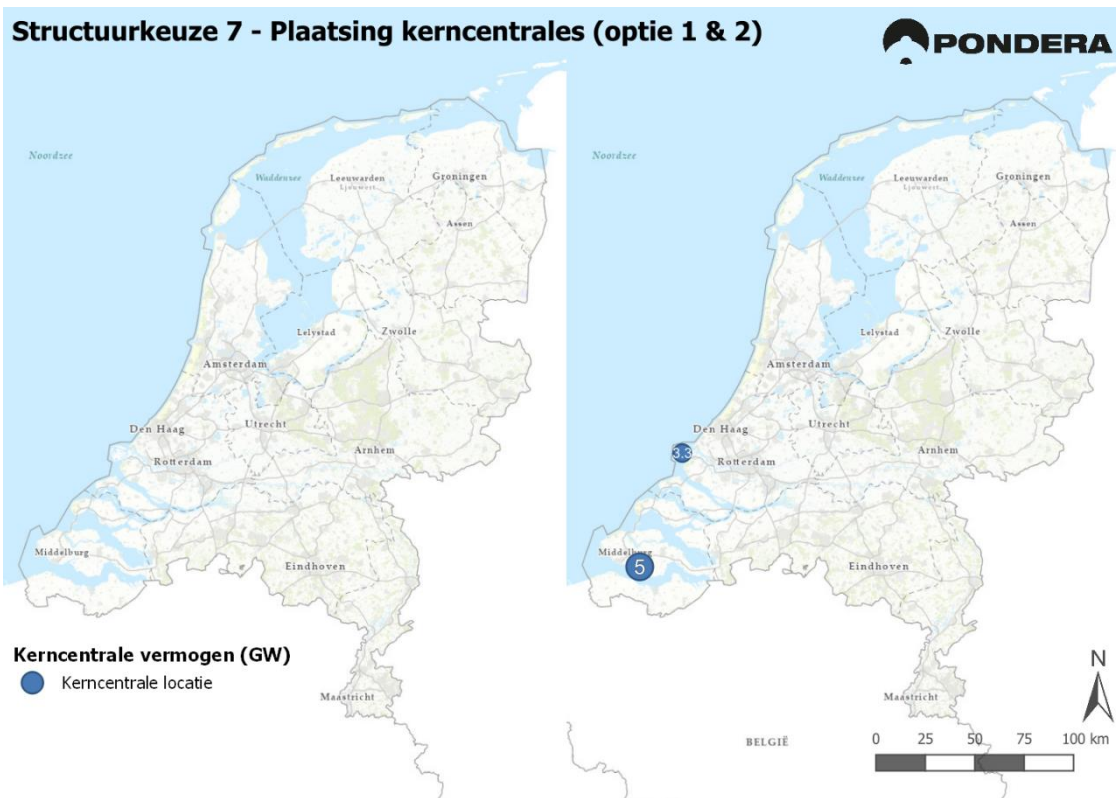 Structuurkeuze 7 - Plaatsing kerncentrales (optie 1 & 2)
PONDERA
Noordzee
Waddenzee
Leeuwarden
Ljouwert
Groningen
Assen
Lelystad
Zwolle
Amsterdam
Den Haag
Utrecht
Rotterdam
Arnhem
Middelburg
Eindhoven
Maastricht
Noordzee
Waddenzee
Leeuwarden
Ljouwert
Groningen
Assen
Lelystad
Zwolle
Amsterdam
Den Haag
Utrecht
3.3
Rotterdam
Arnhem
Middelburg
5
Eindhoven
Maastricht
BELGIË
Kerncentrale vermogen (GW)
Kerncentrale locatie
N
0 25 50 75 100 km